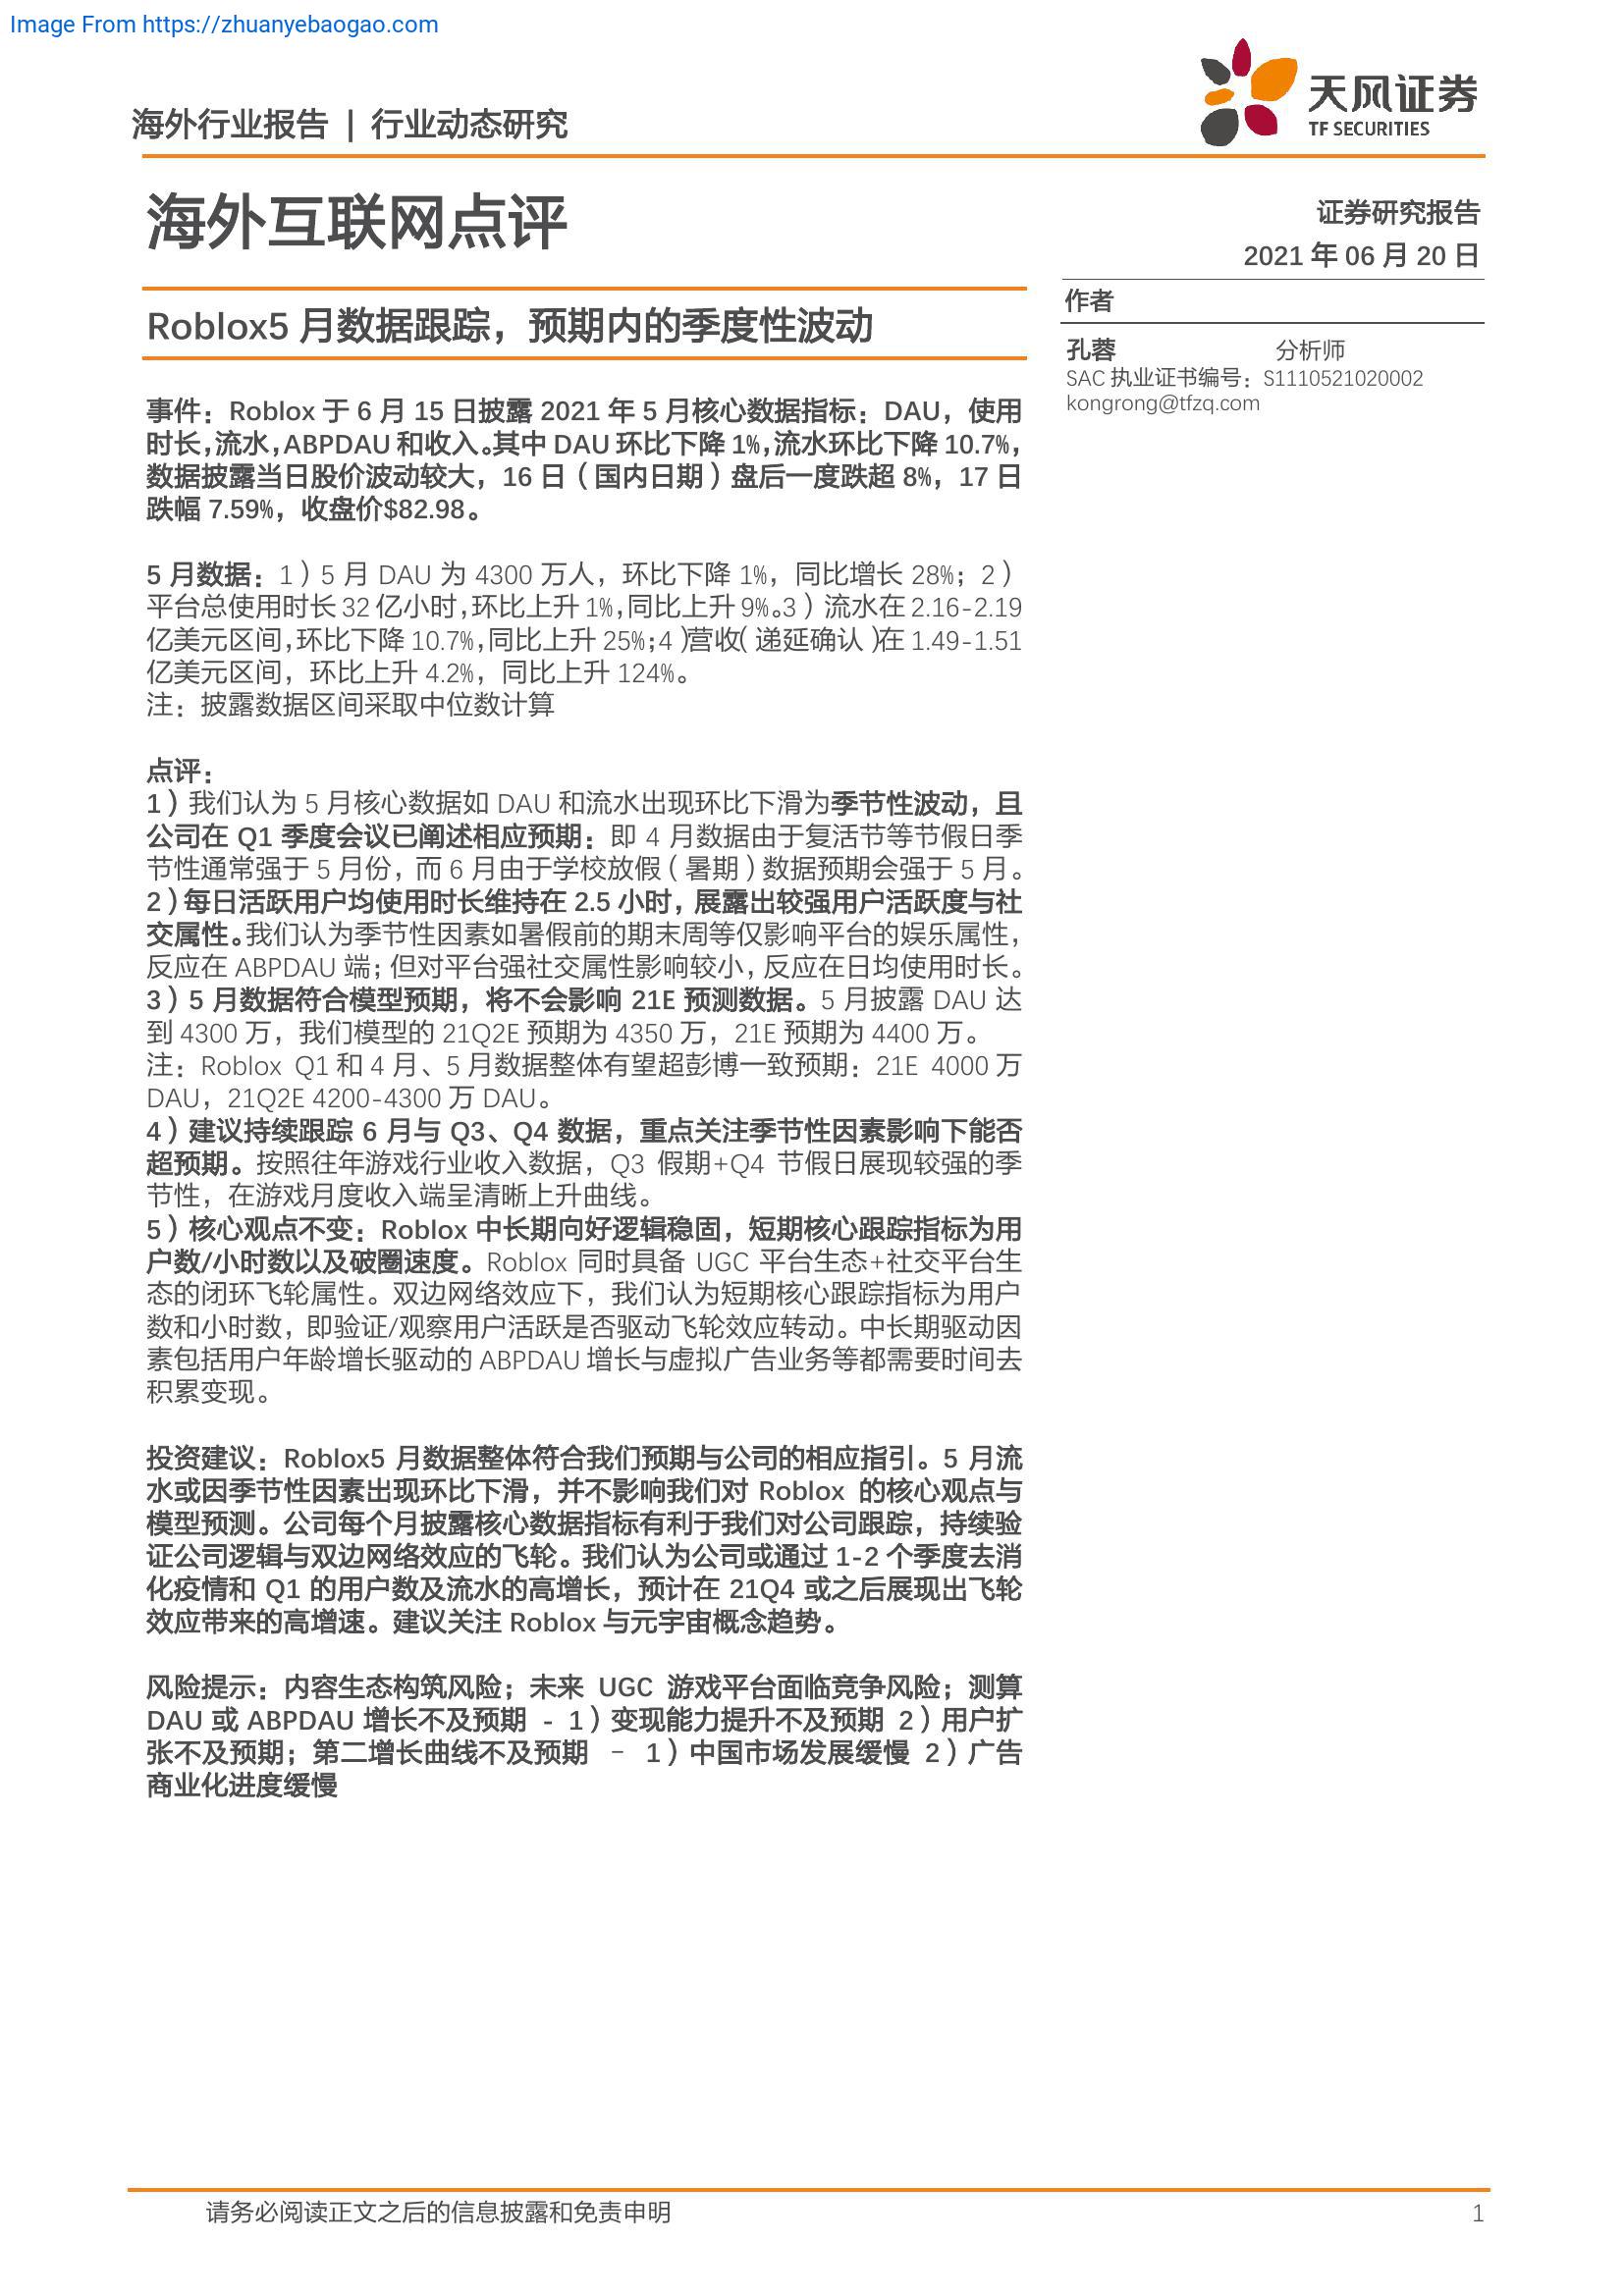 Image From https://zhuanyebaogao.com
海外行业报告 | 行业动态研究
天风证券
TF SECURITIES
海外互联网点评
证券研究报告
2021 年 06 月 20 日
作者
Roblox5 月数据跟踪，预期内的季度性波动
孔蓉 分析师
SAC 执业证书编号：S1110521020002
kongrong@tfzq.com
事件：Roblox 于 6 月 15 日披露 2021 年 5 月核心数据指标：DAU，使用
时长，流水，ABPDAU 和收入。其中 DAU 环比下降 1%，流水环比下降 10.7%，
数据披露当日股价波动较大，16 日（国内日期）盘后一度跌超 8%，17 日
跌幅 7.59%，收盘价$82.98。
5 月数据：1）5 月 DAU 为 4300 万人，环比下降 1%，同比增长 28%；2）
平台总使用时长 32 亿小时，环比上升 1%，同比上升 9%。3）流水在 2.16-2.19
亿美元区间，环比下降 10.7%，同比上升 25%；4）营收（递延确认）在 1.49-1.51
亿美元区间，环比上升 4.2%，同比上升 124%。
注：披露数据区间采取中位数计算
点评：
1）我们认为 5 月核心数据如 DAU 和流水出现环比下滑为季节性波动，且
公司在 Q1 季度会议已阐述相应预期：即 4 月数据由于复活节等节假日季
节性通常强于 5 月份，而 6 月由于学校放假（暑期）数据预期会强于 5 月。
2）每日活跃用户均使用时长维持在 2.5 小时，展露出较强用户活跃度与社
交属性。我们认为季节性因素如暑假前的期末周等仅影响平台的娱乐属性，
反应在 ABPDAU 端；但对平台强社交属性影响较小，反应在日均使用时长。
3）5 月数据符合模型预期，将不会影响 21E 预测数据。5 月披露 DAU 达
到 4300 万，我们模型的 21Q2E 预期为 4350 万，21E 预期为 4400 万。
注：Roblox Q1 和 4 月、5 月数据整体有望超彭博一致预期：21E 4000 万
DAU，21Q2E 4200-4300 万 DAU。
4）建议持续跟踪 6 月与 Q3、Q4 数据，重点关注季节性因素影响下能否
超预期。按照往年游戏行业收入数据，Q3 假期+Q4 节假日展现较强的季
节性，在游戏月度收入端呈清晰上升曲线。
5）核心观点不变：Roblox 中长期向好逻辑稳固，短期核心跟踪指标为用
户数/小时数以及破圈速度。Roblox 同时具备 UGC 平台生态+社交平台生
态的闭环飞轮属性。双边网络效应下，我们认为短期核心跟踪指标为用户
数和小时数，即验证/观察用户活跃是否驱动飞轮效应转动。中长期驱动因
素包括用户年龄增长驱动的 ABPDAU 增长与虚拟广告业务等都需要时间去
积累变现。
投资建议：Roblox5 月数据整体符合我们预期与公司的相应指引。5 月流
水或因季节性因素出现环比下滑，并不影响我们对 Roblox 的核心观点与
模型预测。公司每个月披露核心数据指标有利于我们对公司跟踪，持续验
证公司逻辑与双边网络效应的飞轮。我们认为公司或通过 1-2 个季度去消
化疫情和 Q1 的用户数及流水的高增长，预计在 21Q4 或之后展现出飞轮
效应带来的高增速。建议关注 Roblox 与元宇宙概念趋势。
风险提示：内容生态构筑风险；未来 UGC 游戏平台面临竞争风险；测算
DAU 或 ABPDAU 增长不及预期 - 1）变现能力提升不及预期 2）用户扩
张不及预期；第二增长曲线不及预期 – 1）中国市场发展缓慢 2）广告
商业化进度缓慢
请务必阅读正文之后的信息披露和免责申明
1